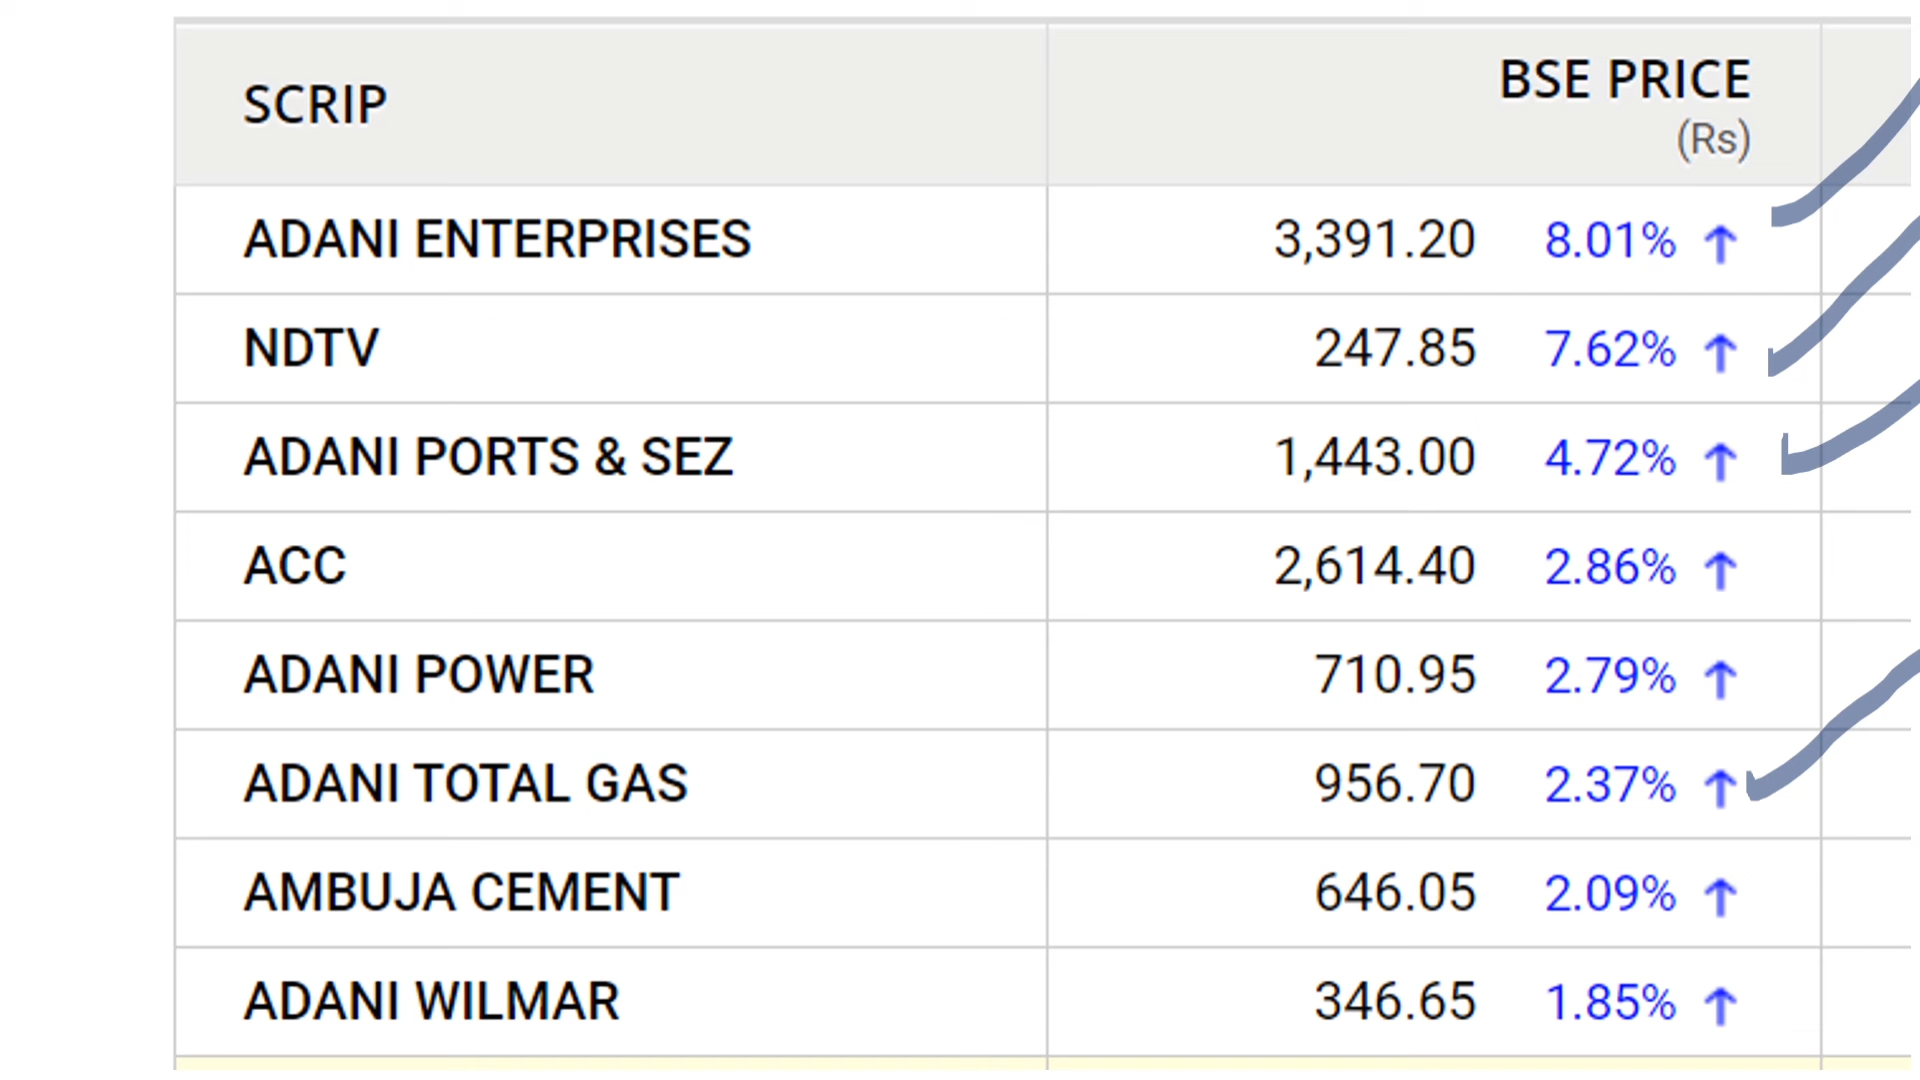 SCRIP BSE PRICE
(Rs)
ADANI ENTERPRISES 3,391.20 8.01% ↑
NDTV 247.85 7.62% ↑
ADANI PORTS & SEZ 1,443.00 4.72% ↑
ACC 2,614.40 2.86% ↑
ADANI POWER 710.95 2.79% ↑
ADANI TOTAL GAS 956.70 2.37% ↑
AMBUJA CEMENT 646.05 2.09% ↑
ADANI WILMAR 346.65 1.85% ↑